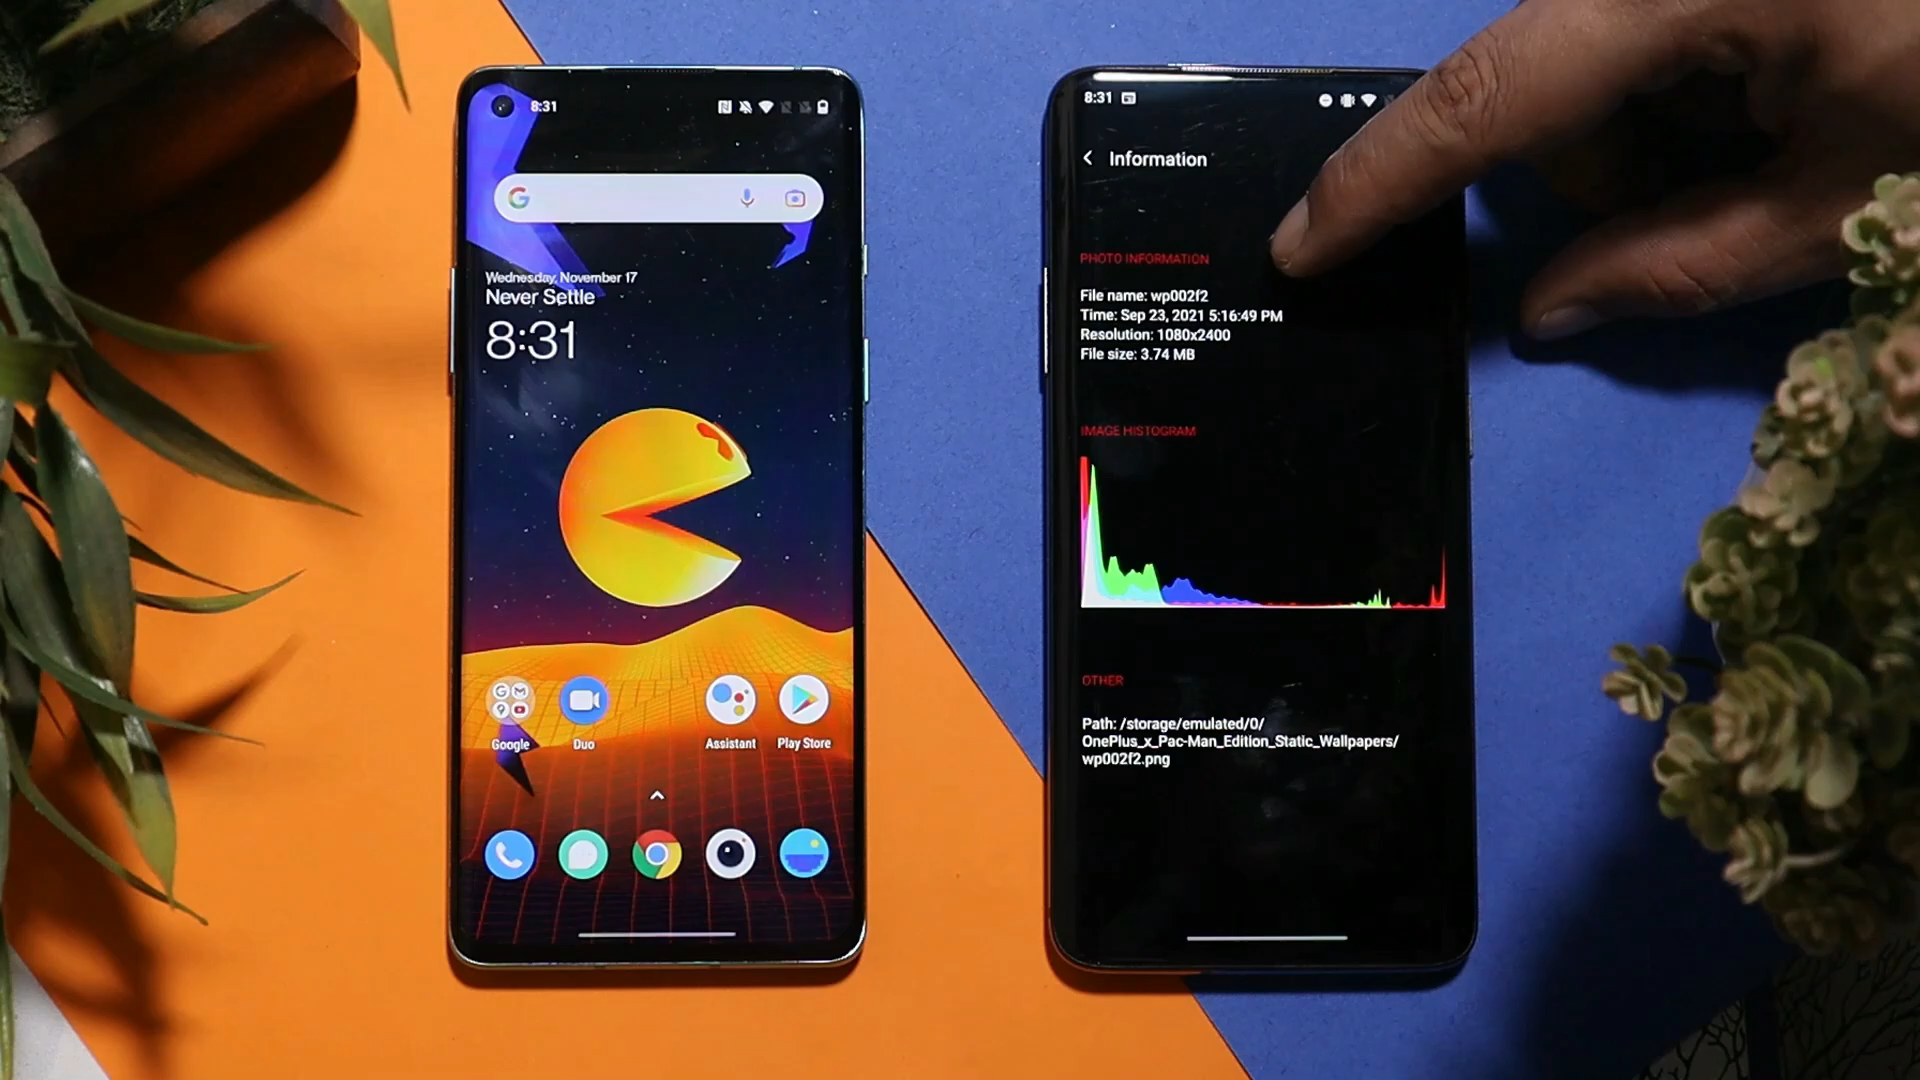 8:31
Wednesday, November 17
Never Settle
8:31
Google
Duo
Assistant
Play Store
8:31
Information
PHOTO INFORMATION
File name: wp002f2
Time: Sep 23, 2021 5:16:49 PM
Resolution: 1080x2400
File size: 3.74 MB
IMAGE HISTOGRAM
OTHER
Path: /storage/emulated/0/
OnePlus_x_Pac-Man_Edition_Static_Wallpapers/
wp002f2.png